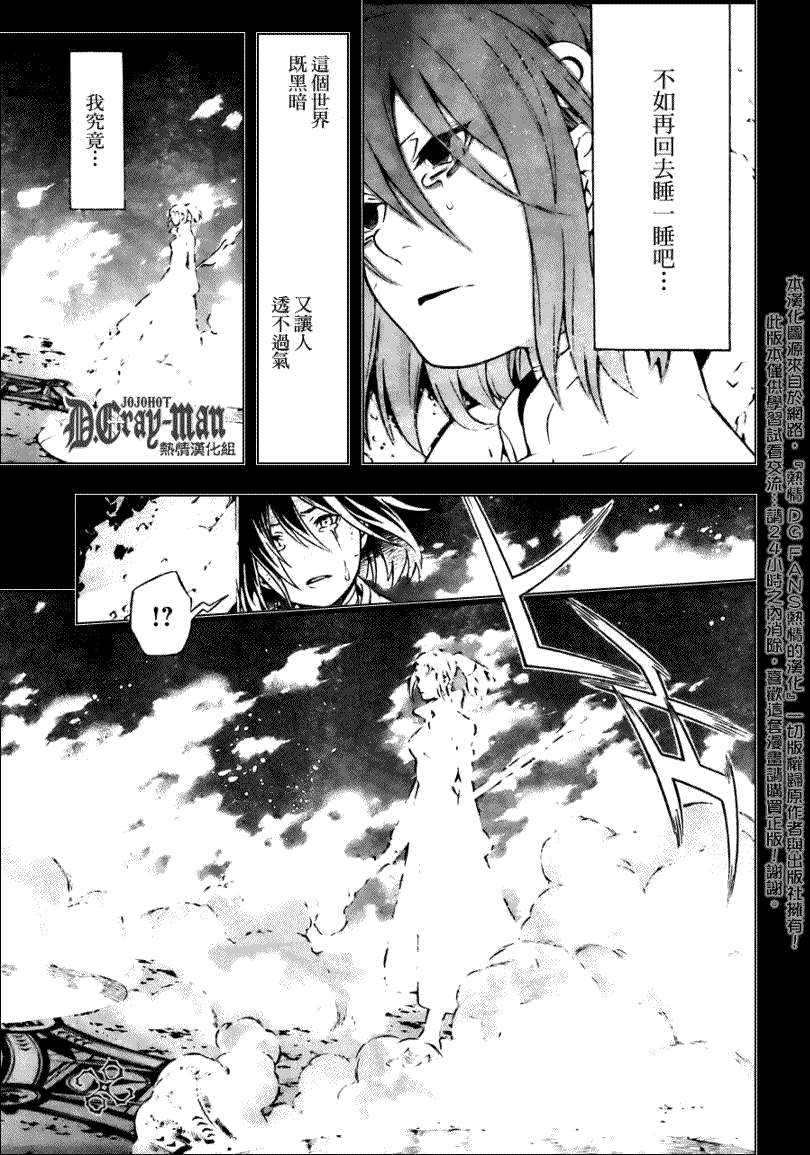 不如再回去睡一睡吧…
這個世界
既黑暗
又讓人
透不過氣
我究竟…
JOJOHOT
D.Gray-man
熱情漢化組
!?
本漢化圖源來自於網路，『熱情DG FANS熱情的漢化』一切版權歸原作者與出版社擁有！
此版本僅供學習試看交流…請24小時之內消除，喜歡這套漫畫請購買正版！謝謝。